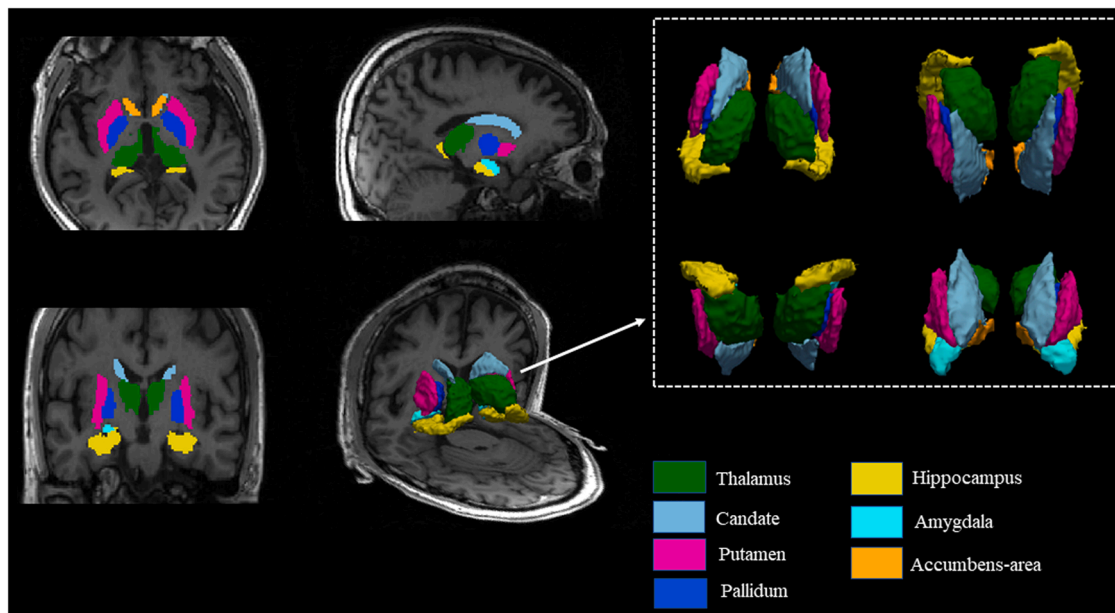 Thalamus
Candate
Putamen
Pallidum
Hippocampus
Amygdala
Accumbens-area